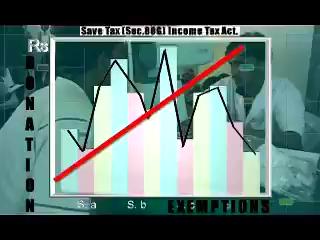 Save Tax (Sec.80G) Income Tax Act.
Rs
DONATION
S. a S. b
EXEMPTIONS